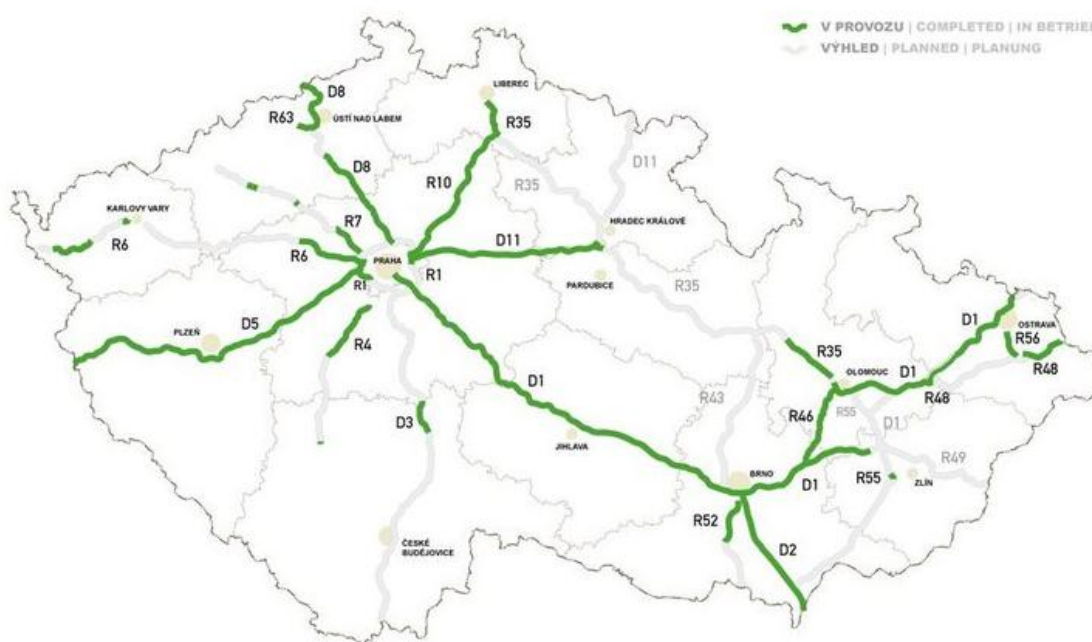 V PROVOZU | COMPLETED | IN BETRIE
VÝHLED | PLANNED | PLANUNG
D8
LIBEREC
R63
ÚSTÍ NAD LABEM
R35
D8
D11
R35
R10
KARLOVY VARY
R7
HRADEC KRÁLOVÉ
R6
R6
D11
PRAHA
R1
R1
PARDUBICE
R35
PLZEŇ
D5
D1
OSTRAVA
R4
R56
R35
D1
R48
D1
OLOMOUC
R48
D3
R43
R46
R55
D1
JIHLAVA
R49
BRNO
D1
R55
ZLÍN
R52
ČESKÉ
BUDĚJOVICE
D2